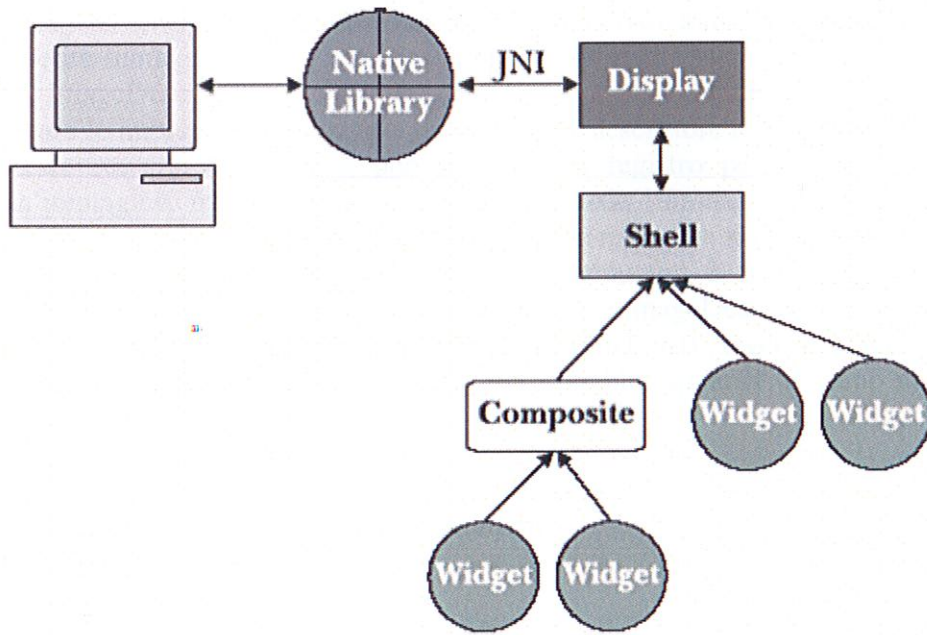 Native
Library
JNI
Display
Shell
Composite
Widget
Widget
Widget
Widget